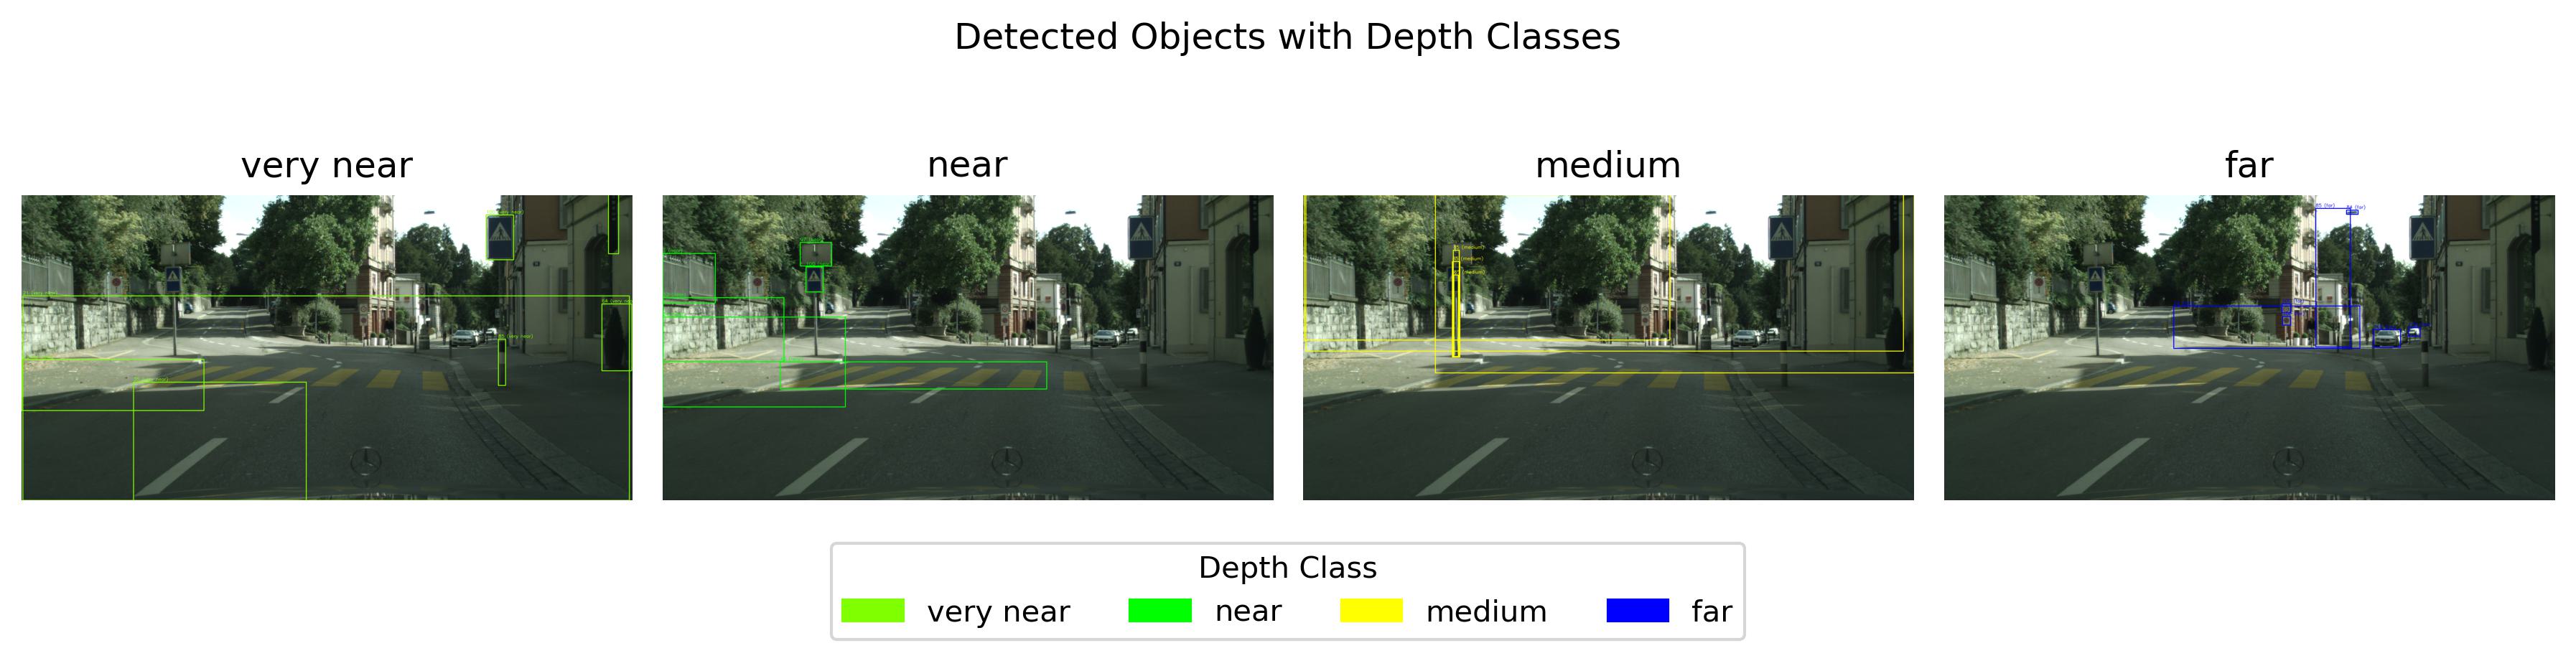 Detected Objects with Depth Classes
very near
near
medium
far
Depth Class
very near
near
medium
far